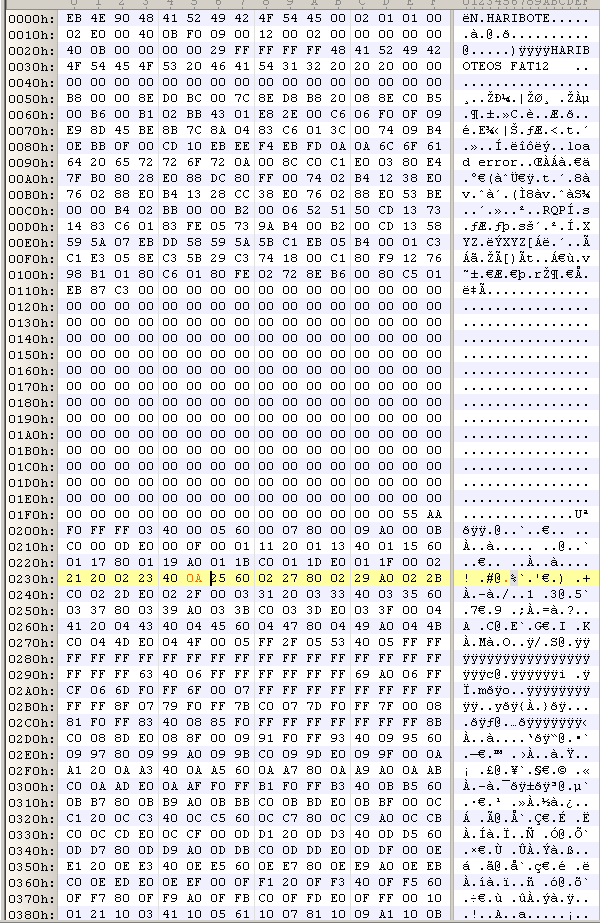 0 1 2 3 4 5 6 7 8 9 A B C D E F 0123456789ABCDEF
0000h: EB 4E 90 48 41 52 49 42 4F 54 45 00 02 01 01 00 ëN.HARIBOTE.....
0010h: 02 E0 00 40 0B F0 09 00 12 00 02 00 00 00 00 00 .à.@.ð..........
0020h: 40 0B 00 00 00 00 29 FF FF FF FF 48 41 52 49 42 @.....)ÿÿÿÿHARIB
0030h: 4F 54 45 4F 53 20 46 41 54 31 32 20 20 20 00 00 OTEOS FAT12   ..
0040h: 00 00 00 00 00 00 00 00 00 00 00 00 00 00 00 00 ................
0050h: B8 00 00 8E D0 BC 00 7C 8E D8 B8 20 08 8E C0 B5 ¸..ŽÐ¼.|ŽØ¸ .ŽÀµ
0060h: 00 B6 00 B1 02 BB 43 01 E8 2E 00 C6 06 F0 0F 09 .¶.±.»C.è..Æ.ð..
0070h: E9 8D 45 BE 8B 7C 8A 04 83 C6 01 3C 00 74 09 B4 é.E¾‹|Š.ƒÆ.<.t.´
0080h: 0E BB 0F 00 CD 10 EB EE F4 EB FD 0A 0A 6C 6F 61 .»..Í.ëîôëý..loa
0090h: 64 20 65 72 72 6F 72 0A 00 8C C0 C1 E0 03 80 E4 d error..ŒÀÁà.€ä
00A0h: 7F B0 80 28 E0 88 DC 80 FF 00 74 02 B4 12 38 E0 .°€(àˆÜ€ÿ.t.´.8à
00B0h: 76 02 88 E0 B4 13 28 CC 38 E0 76 02 88 E0 53 BE v.ˆà´.(Ì8àv.ˆàS¾
00C0h: 00 00 B4 02 BB 00 00 B2 00 06 52 51 50 CD 13 73 ..´.»..²..RQPÍ.s
00D0h: 14 83 C6 01 83 FE 05 73 9A B4 00 B2 00 CD 13 58 .ƒÆ.ƒþ.sš´.².Í.X
00E0h: 59 5A 07 EB DD 58 59 5A 5B C1 EB 05 B4 00 01 C3 YZ.ëÝXYZ[Áë.´..Ã
00F0h: C1 E3 05 8E C3 5B 29 C3 74 18 00 C1 80 F9 12 76 Áã.ŽÃ[)Ãt..Á€ù.v
0100h: 98 B1 01 80 C6 01 80 FE 02 72 8E B6 00 80 C5 01 ˜±.€Æ.€þ.rŽ¶.€Å.
0110h: EB 87 C3 00 00 00 00 00 00 00 00 00 00 00 00 00 ë‡Ã.............
0120h: 00 00 00 00 00 00 00 00 00 00 00 00 00 00 00 00 ................
0130h: 00 00 00 00 00 00 00 00 00 00 00 00 00 00 00 00 ................
0140h: 00 00 00 00 00 00 00 00 00 00 00 00 00 00 00 00 ................
0150h: 00 00 00 00 00 00 00 00 00 00 00 00 00 00 00 00 ................
0160h: 00 00 00 00 00 00 00 00 00 00 00 00 00 00 00 00 ................
0170h: 00 00 00 00 00 00 00 00 00 00 00 00 00 00 00 00 ................
0180h: 00 00 00 00 00 00 00 00 00 00 00 00 00 00 00 00 ................
0190h: 00 00 00 00 00 00 00 00 00 00 00 00 00 00 00 00 ................
01A0h: 00 00 00 00 00 00 00 00 00 00 00 00 00 00 00 00 ................
01B0h: 00 00 00 00 00 00 00 00 00 00 00 00 00 00 00 00 ................
01C0h: 00 00 00 00 00 00 00 00 00 00 00 00 00 00 00 00 ................
01D0h: 00 00 00 00 00 00 00 00 00 00 00 00 00 00 00 00 ................
01E0h: 00 00 00 00 00 00 00 00 00 00 00 00 00 00 00 00 ................
01F0h: 00 00 00 00 00 00 00 00 00 00 00 00 00 00 55 AA ..............Uª
0200h: F0 FF FF 03 40 00 05 60 00 07 80 00 09 A0 00 0B ðÿÿ.@..`..€.. ..
0210h: C0 00 0D E0 00 0F 00 01 11 20 01 13 40 01 15 60 À..à..... ..@..`
0220h: 01 17 80 01 19 A0 01 1B C0 01 1D E0 01 1F 00 02 ..€.. ..À..à....
0230h: 21 20 02 23 40 0A 25 60 02 27 80 02 29 A0 02 2B ! .#@.%`.'€.) .+
0240h: C0 02 2D E0 02 2F 00 03 31 20 03 33 40 03 35 60 À.-à./..1 .3@.5`
0250h: 03 37 80 03 39 A0 03 3B C0 03 3D E0 03 3F 00 04 .7€.9 .;À.=à.?..
0260h: 41 20 04 43 40 04 45 60 04 47 80 04 49 A0 04 4B A .C@.E`.G€.I .K
0270h: C0 04 4D E0 04 4F 00 05 FF 2F 05 53 40 05 FF FF À.Mà.O..ÿ/.S@.ÿÿ
0280h: FF FF FF FF FF FF FF FF FF FF FF FF FF FF FF FF ÿÿÿÿÿÿÿÿÿÿÿÿÿÿÿÿ
0290h: FF FF FF 63 40 06 FF FF FF FF FF FF 69 A0 06 FF ÿÿÿc@.ÿÿÿÿÿÿi .ÿ
02A0h: CF 06 6D F0 FF 6F 00 07 FF FF FF FF FF FF FF FF Ï.mðÿo..ÿÿÿÿÿÿÿÿ
02B0h: FF FF 8F 07 79 F0 FF 7B C0 07 7D F0 FF 7F 00 08 ÿÿ..yðÿ{À.}ðÿ...
02C0h: 81 F0 FF 83 40 08 85 F0 FF FF FF FF FF FF FF 8B .ðÿƒ@.…ðÿÿÿÿÿÿÿ‹
02D0h: C0 08 8D E0 08 8F 00 09 91 F0 FF 93 40 09 95 60 À..à....‘ðÿ“@.•`
02E0h: 09 97 80 09 99 A0 09 9B C0 09 9D E0 09 9F 00 0A .—€.™ .›À..à.Ÿ..
02F0h: A1 20 0A A3 40 0A A5 60 0A A7 80 0A A9 A0 0A AB ¡ .£@.¥`.§€.© .«
0300h: C0 0A AD E0 0A AF F0 FF B1 F0 FF B3 40 0B B5 60 À.­à.¯ðÿ±ðÿ³@.µ`
0310h: 0B B7 80 0B B9 A0 0B BB C0 0B BD E0 0B BF 00 0C .·€.¹ .»À.½à.¿..
0320h: C1 20 0C C3 40 0C C5 60 0C C7 80 0C C9 A0 0C CB Á .Ã@.Å`.Ç€.É .Ë
0330h: C0 0C CD E0 0C CF 00 0D D1 20 0D D3 40 0D D5 60 À.Íà.Ï..Ñ .Ó@.Õ`
0340h: 0D D7 80 0D D9 A0 0D DB C0 0D DD E0 0D DF 00 0E .×€.Ù .ÛÀ.Ýà.ß..
0350h: E1 20 0E E3 40 0E E5 60 0E E7 80 0E E9 A0 0E EB á .ã@.å`.ç€.é .ë
0360h: C0 0E ED E0 0E EF 00 0F F1 20 0F F3 40 0F F5 60 À.íà.ï..ñ .ó@.õ`
0370h: 0F F7 80 0F F9 A0 0F FB C0 0F FD E0 0F FF 00 10 .÷€.ù .ûÀ.ýà.ÿ..
0380h: 01 21 10 03 41 10 05 61 10 07 81 10 09 A1 10 0B .!..A..a.....¡..